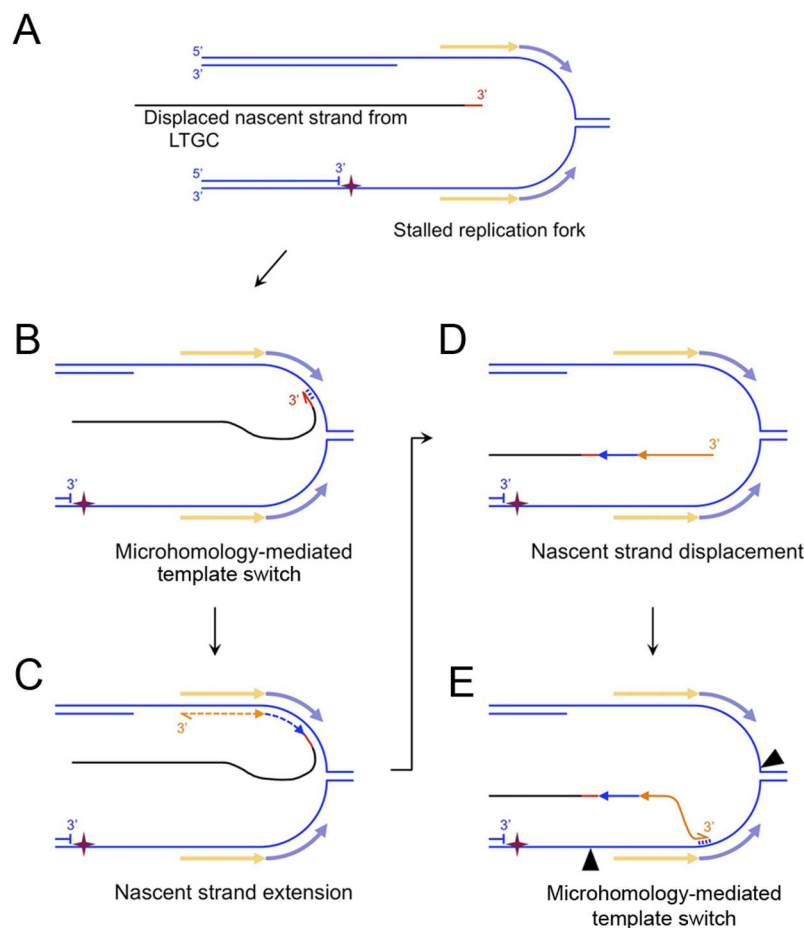 A
5'
3'
3'
Displaced nascent strand from
LTGC
3'
5'
3'
Stalled replication fork
B
3'
3'
Microhomology-mediated
template switch
D
3'
3'
Nascent strand displacement
C
3'
3'
Nascent strand extension
E
3'
3'
Microhomology-mediated
template switch